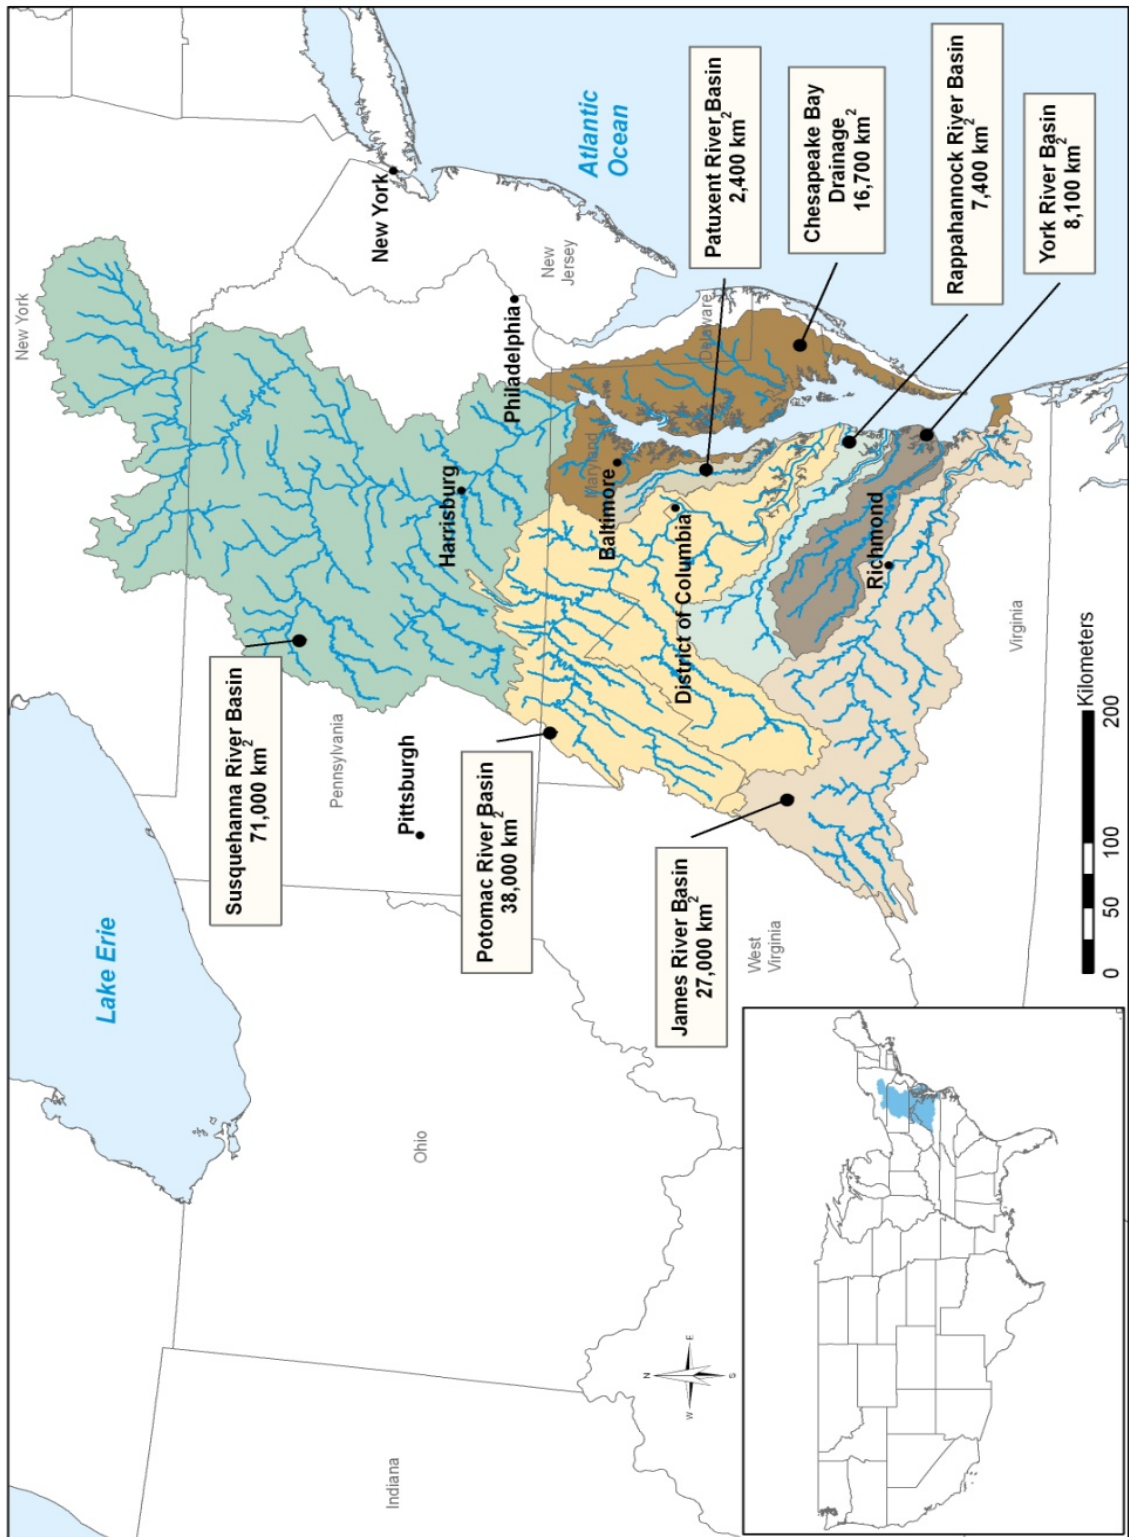 Lake Erie
New York
Susquehanna River Basin
71,000 km²
Pennsylvania
Pittsburgh
Harrisburg
New York
Philadelphia
New
Jersey
Atlantic
Ocean
Potomac River Basin
38,000 km²
Ohio
Indiana
Maryland
Baltimore
Delaware
District of Columbia
Patuxent River Basin
2,400 km²
Chesapeake Bay
Drainage
16,700 km²
James River Basin
27,000 km²
West
Virginia
Richmond
Rappahannock River Basin
7,400 km²
York River Basin
8,100 km²
Virginia
N
W
E
S
Kilometers
0 50 100 200